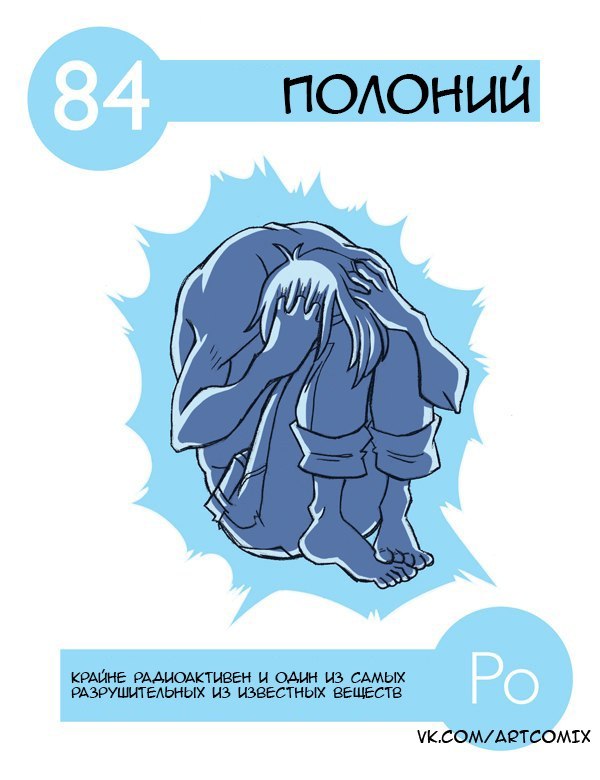 84
ПОЛОНИЙ
КРАЙНЕ РАДИОАКТИВЕН И ОДИН ИЗ САМЫХ
РАЗРУШИТЕЛЬНЫХ ИЗ ИЗВЕСТНЫХ ВЕЩЕСТВ
Po
VK.COM/ARTCOMIX